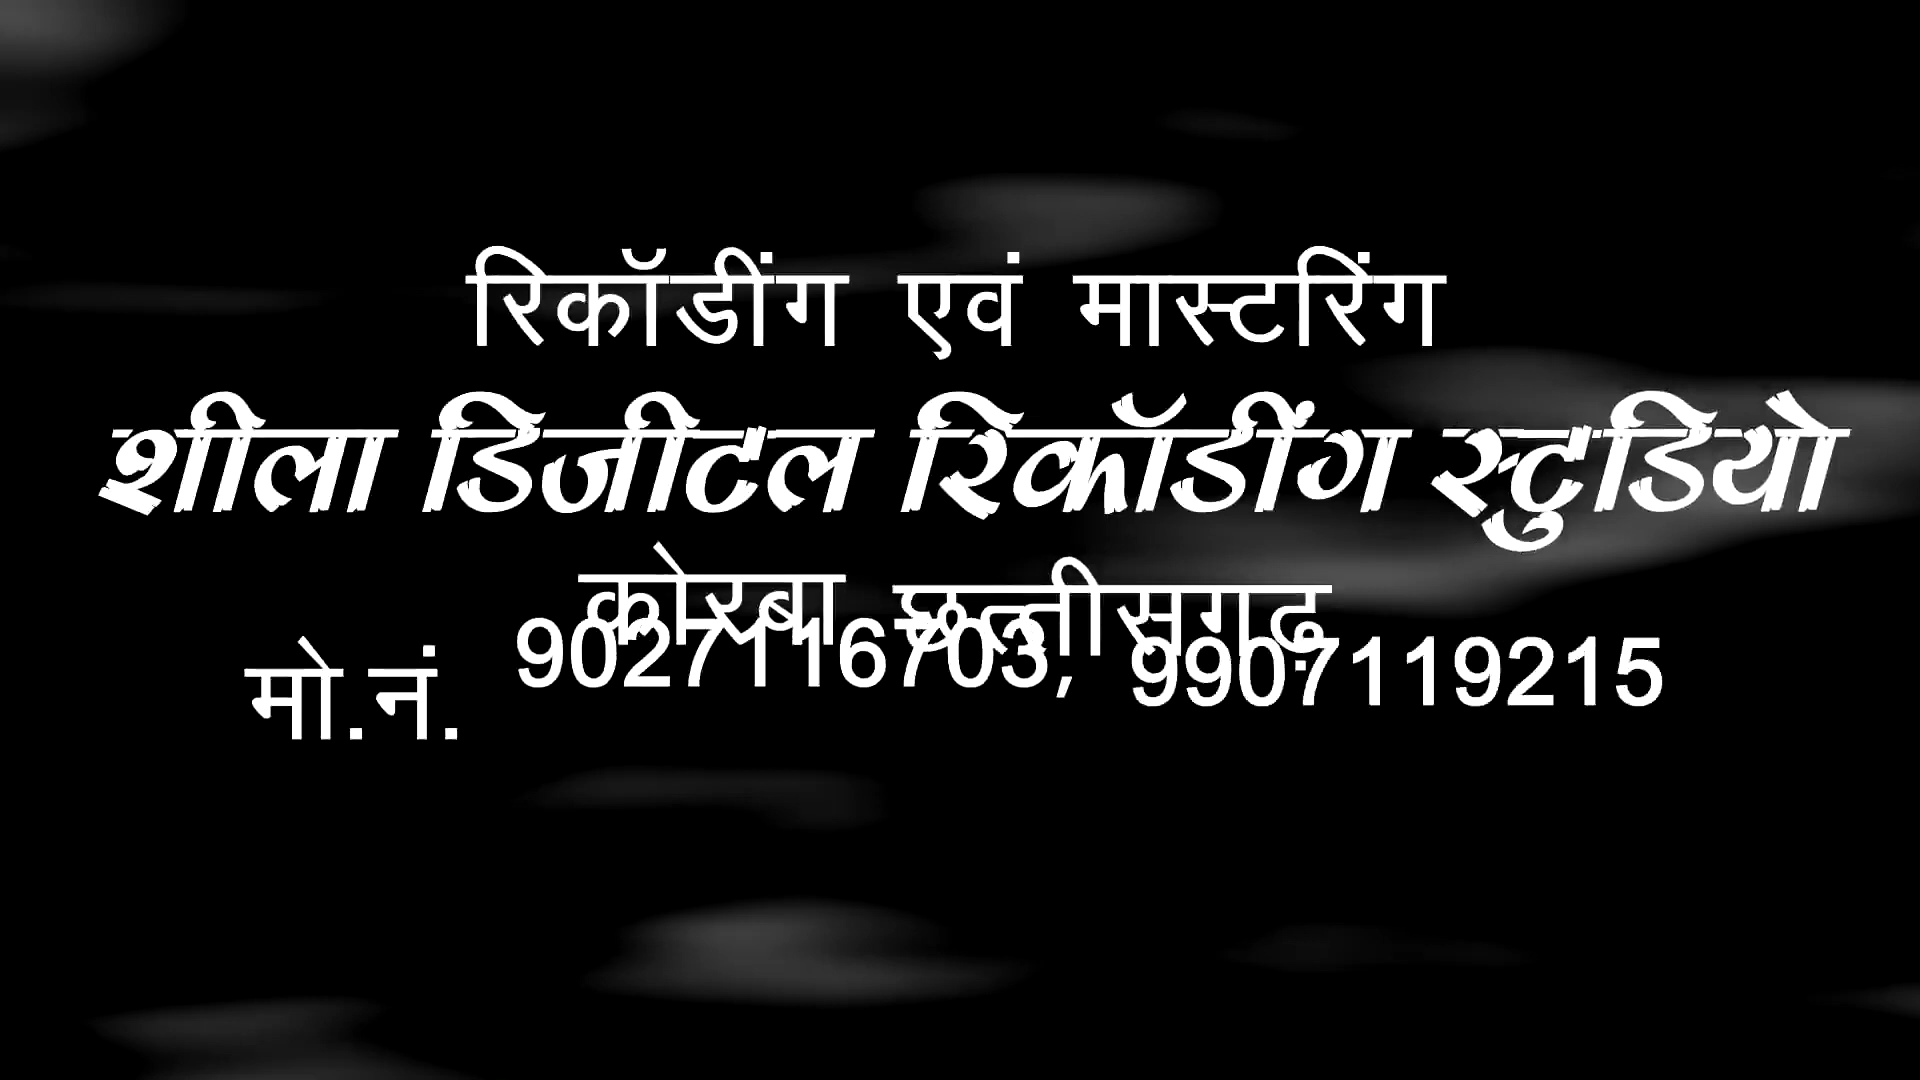 रिकॉडींग एवं मास्टरिंग
शीला डिजीटल रिकॉडींग स्टुडियो
कोरबा छत्तीसगढ़
मो.नं. 9027116703, 9907119215